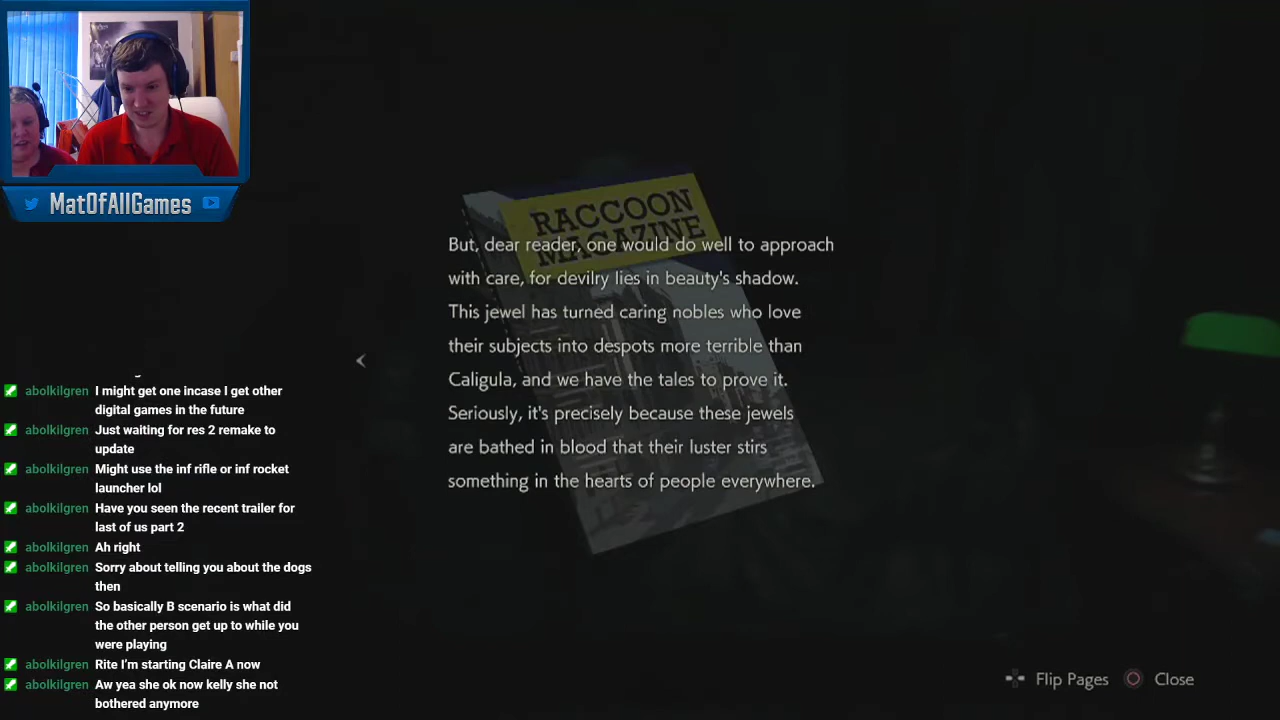 MatOfAllGames
abolkilgren I might get one incase I get other
digital games in the future
abolkilgren Just waiting for res 2 remake to
update
abolkilgren Might use the inf rifle or inf rocket
launcher lol
abolkilgren Have you seen the recent trailer for
last of us part 2
abolkilgren Ah right
abolkilgren Sorry about telling you about the dogs
then
abolkilgren So basically B scenario is what did
the other person get up to while you
were playing
abolkilgren Rite I'm starting Claire A now
abolkilgren Aw yea she ok now kelly she not
bothered anymore
RACCOON
MAGAZINE
But, dear reader, one would do well to approach
with care, for devilry lies in beauty's shadow.
This jewel has turned caring nobles who love
their subjects into despots more terrible than
Caligula, and we have the tales to prove it.
Seriously, it's precisely because these jewels
are bathed in blood that their luster stirs
something in the hearts of people everywhere.
Flip Pages Close